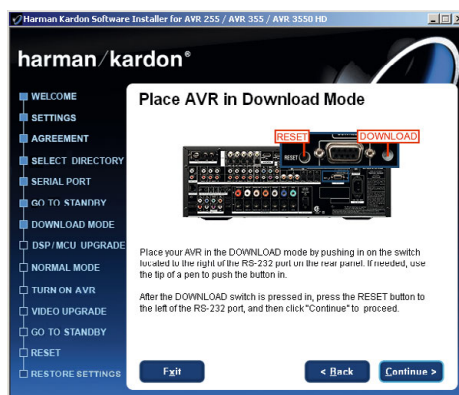 Harman Kardon Software Installer for AVR 255 / AVR 355 / AVR 3550 HD
harman/kardon®
WELCOME
SETTINGS
AGREEMENT
SELECT DIRECTORY
SERIAL PORT
GO TO STANDBY
DOWNLOAD MODE
DSP/MCU UPGRADE
NORMAL MODE
TURN ON AVR
VIDEO UPGRADE
GO TO STANDBY
RESET
RESTORE SETTINGS
Place AVR in Download Mode
RESET DOWNLOAD
RESET
Place your AVR in the DOWNLOAD mode by pushing in on the switch
located to the right of the RS-232 port on the rear panel. If needed, use
the tip of a pen to push the button in.
After the DOWNLOAD switch is pressed in, press the RESET button to
the left of the RS-232 port, and then click "Continue" to proceed.
Exit
< Back
Continue >